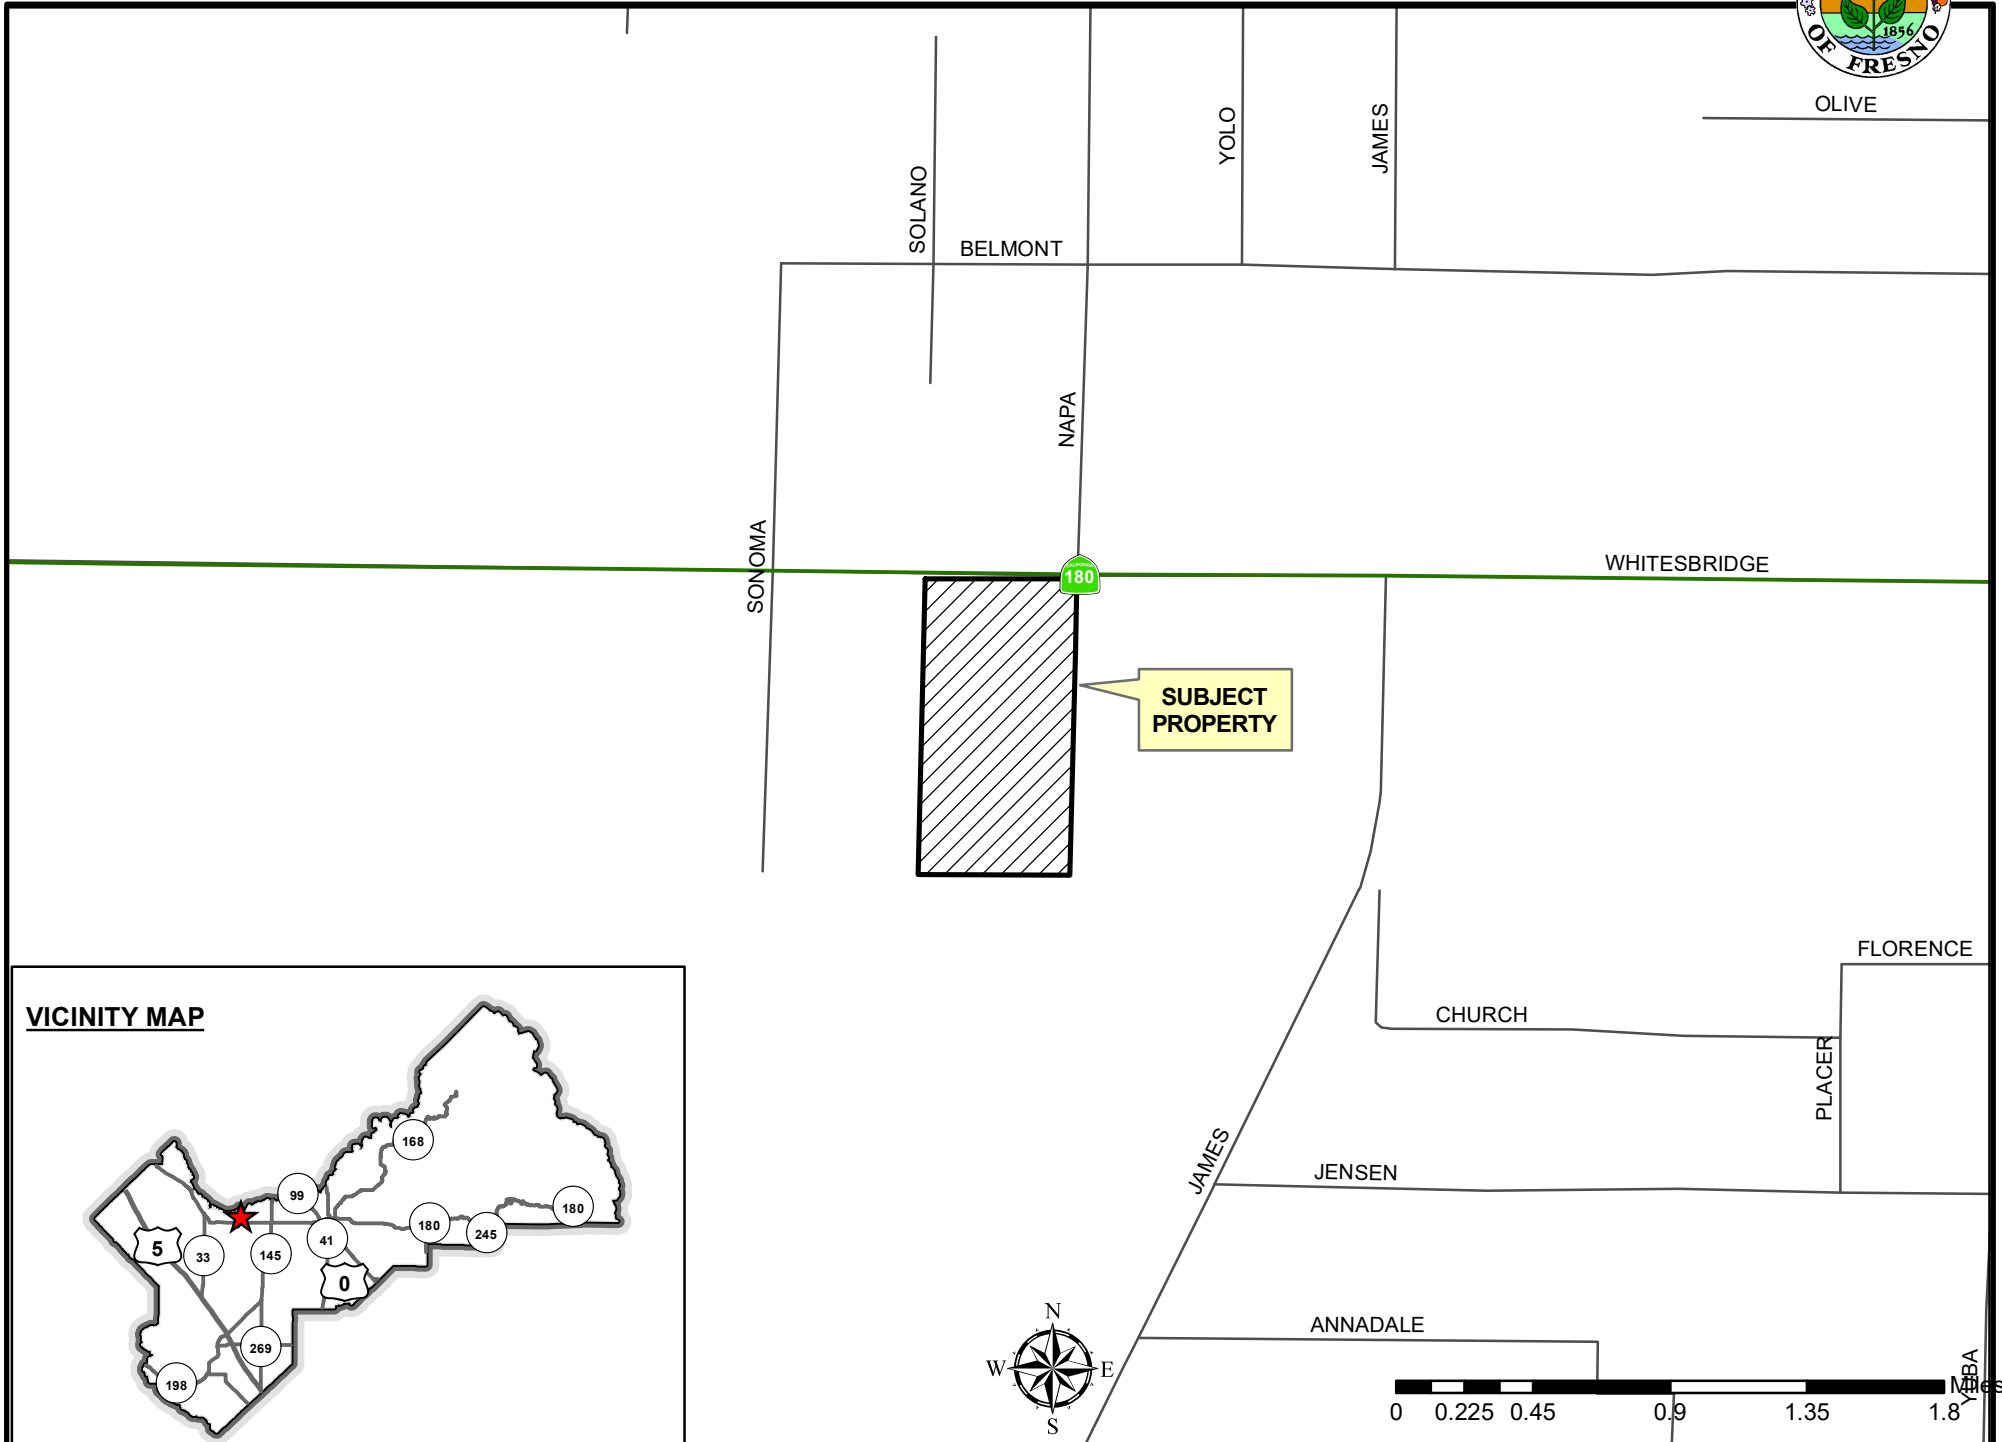 1856
OF FRESNO
OLIVE
YOLO
JAMES
SOLANO
BELMONT
NAPA
SONOMA
WHITESBRIDGE
CALIFORNIA
180
SUBJECT
PROPERTY
FLORENCE
CHURCH
PLACER
JAMES
JENSEN
ANNADALE
YUBA
VICINITY MAP
168
99
180
180
245
41
5
33
145
0
269
198
N
W
E
S
Miles
0
0.225
0.45
0.9
1.35
1.8